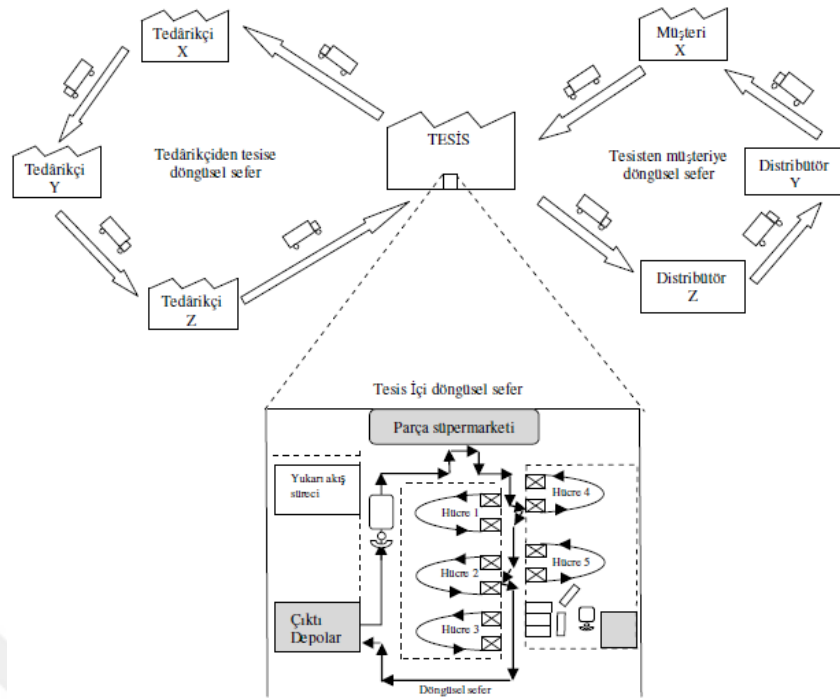 Tedârikçi
X
Müşteri
X
TESİS
Tedârikçi
Y
Tedârikçiden tesise
döngüsel sefer
Tesisten müşteriye
döngüsel sefer
Distribütör
Y
Tedârikçi
Z
Distribütör
Z
Tesis İçi döngüsel sefer
Parça süpermarketi
Yukarı akış
süreci
Hücre 1
Hücre 4
Hücre 2
Hücre 5
Çıktı
Depolar
Hücre 3
Döngüsel sefer